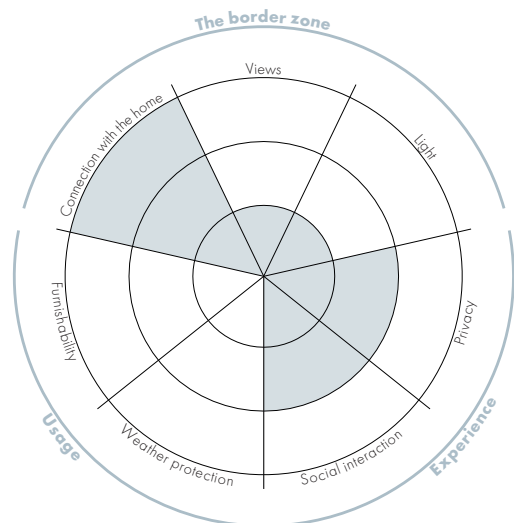 The border zone
Views
Connection with the home
Light
Furnishability
Privacy
Weather protection
Social interaction
Usage
Experience